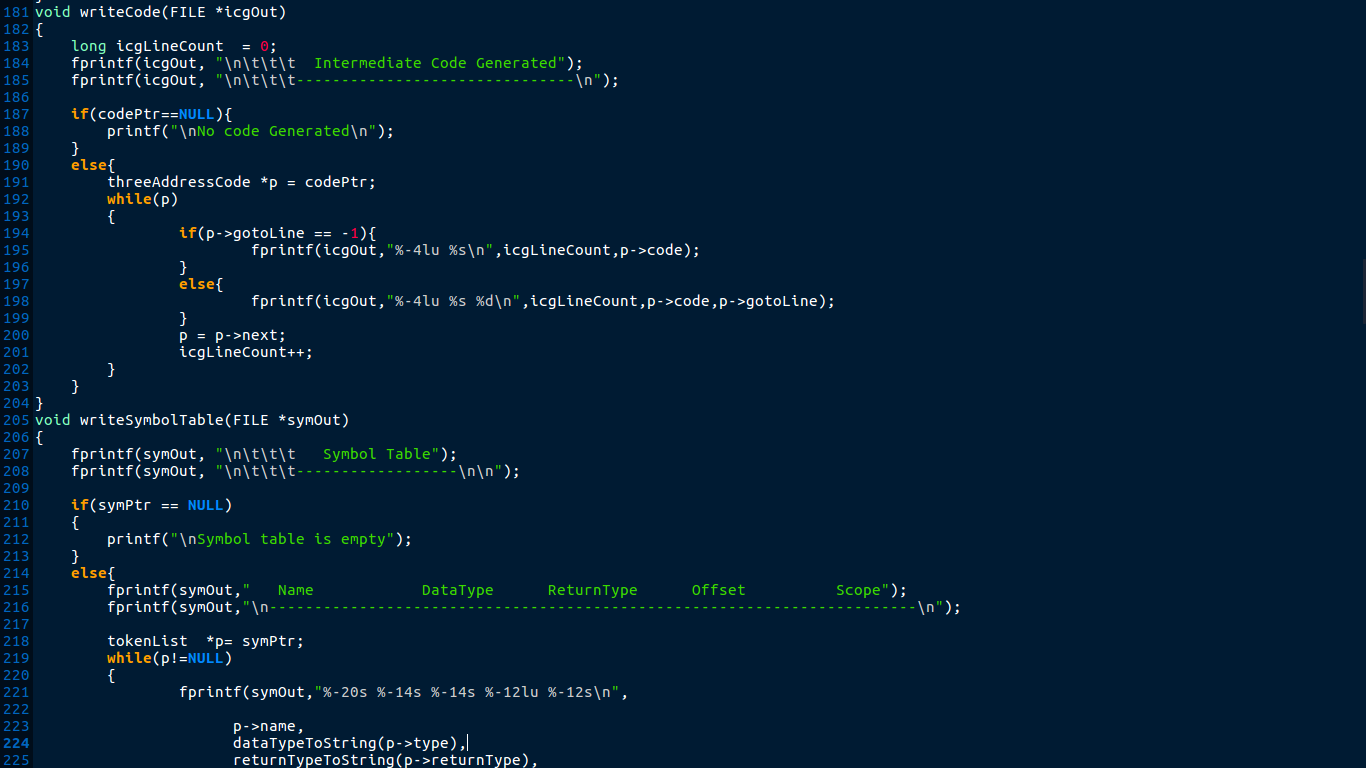 181 void writeCode(FILE *icgOut)
182 {
183     long icgLineCount  = 0;
184     fprintf(icgOut, "\n\t\t\t  Intermediate Code Generated");
185     fprintf(icgOut, "\n\t\t\t-------------------------------\n");
186
187     if(codePtr==NULL){
188         printf("\nNo code Generated\n");
189     }
190     else{
191         threeAddressCode *p = codePtr;
192         while(p)
193         {
194                 if(p->gotoLine == -1){
195                         fprintf(icgOut,"%-4lu %s\n",icgLineCount,p->code);
196                 }
197                 else{
198                         fprintf(icgOut,"%-4lu %s %d\n",icgLineCount,p->code,p->gotoLine);
199                 }
200                 p = p->next;
201                 icgLineCount++;
202         }
203     }
204 }
205 void writeSymbolTable(FILE *symOut)
206 {
207     fprintf(symOut, "\n\t\t\t   Symbol Table");
208     fprintf(symOut, "\n\t\t\t------------------\n\n");
209
210     if(symPtr == NULL)
211     {
212         printf("\nSymbol table is empty");
213     }
214     else{
215         fprintf(symOut,"   Name            DataType      ReturnType      Offset          Scope");
216         fprintf(symOut,"\n------------------------------------------------------------------------\n");
217
218         tokenList  *p= symPtr;
219         while(p!=NULL)
220         {
221                 fprintf(symOut,"%-20s %-14s %-14s %-12lu %-12s\n",
222
223                       p->name,
224                       dataTypeToString(p->type),
225                       returnTypeToString(p->returnType),